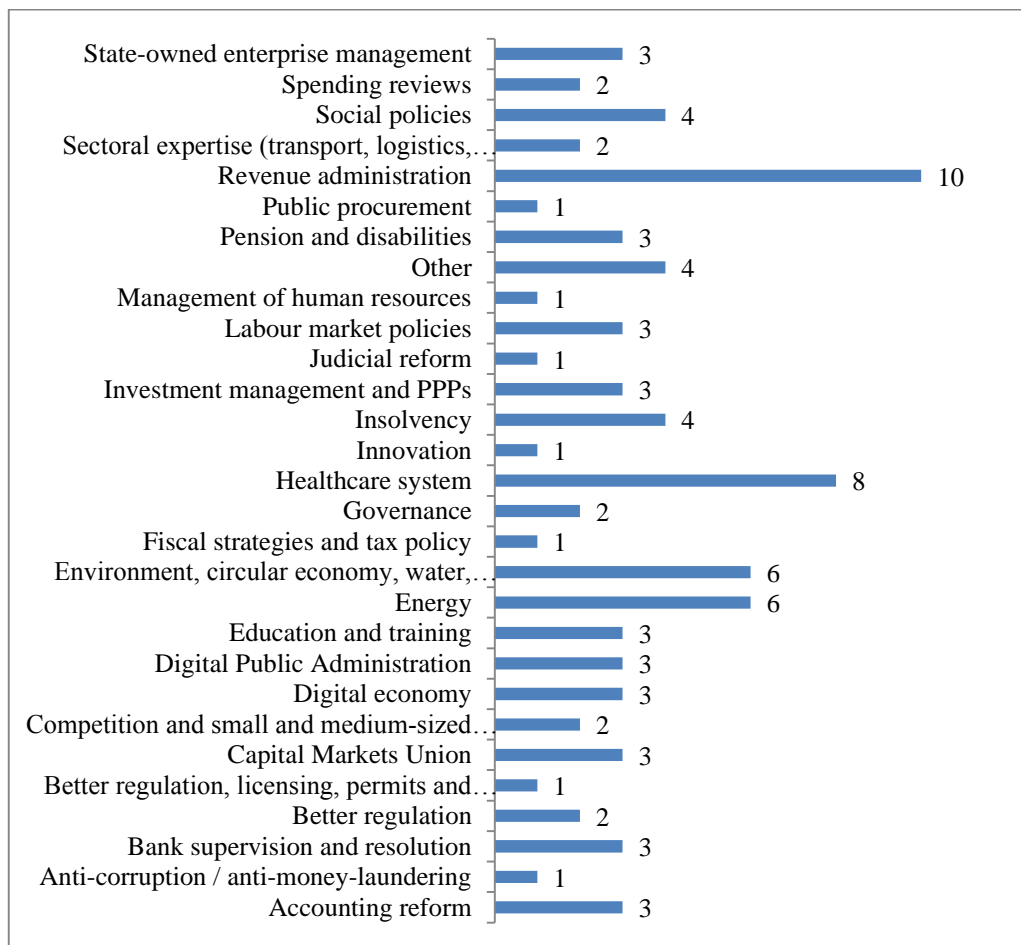 State-owned enterprise management 3
Spending reviews 2
Social policies 4
Sectoral expertise (transport, logistics,… 2
Revenue administration 10
Public procurement 1
Pension and disabilities 3
Other 4
Management of human resources 1
Labour market policies 3
Judicial reform 1
Investment management and PPPs 3
Insolvency 4
Innovation 1
Healthcare system 8
Governance 2
Fiscal strategies and tax policy 1
Environment, circular economy, water,… 6
Energy 6
Education and training 3
Digital Public Administration 3
Digital economy 3
Competition and small and medium-sized… 2
Capital Markets Union 3
Better regulation, licensing, permits and… 1
Better regulation 2
Bank supervision and resolution 3
Anti-corruption / anti-money-laundering 1
Accounting reform 3